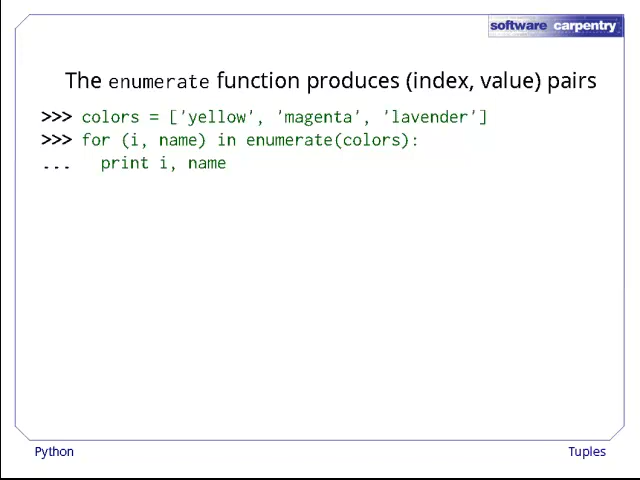 software carpentry
The enumerate function produces (index, value) pairs
>>> colors = ['yellow', 'magenta', 'lavender']
>>> for (i, name) in enumerate(colors):
...   print i, name
Python
Tuples